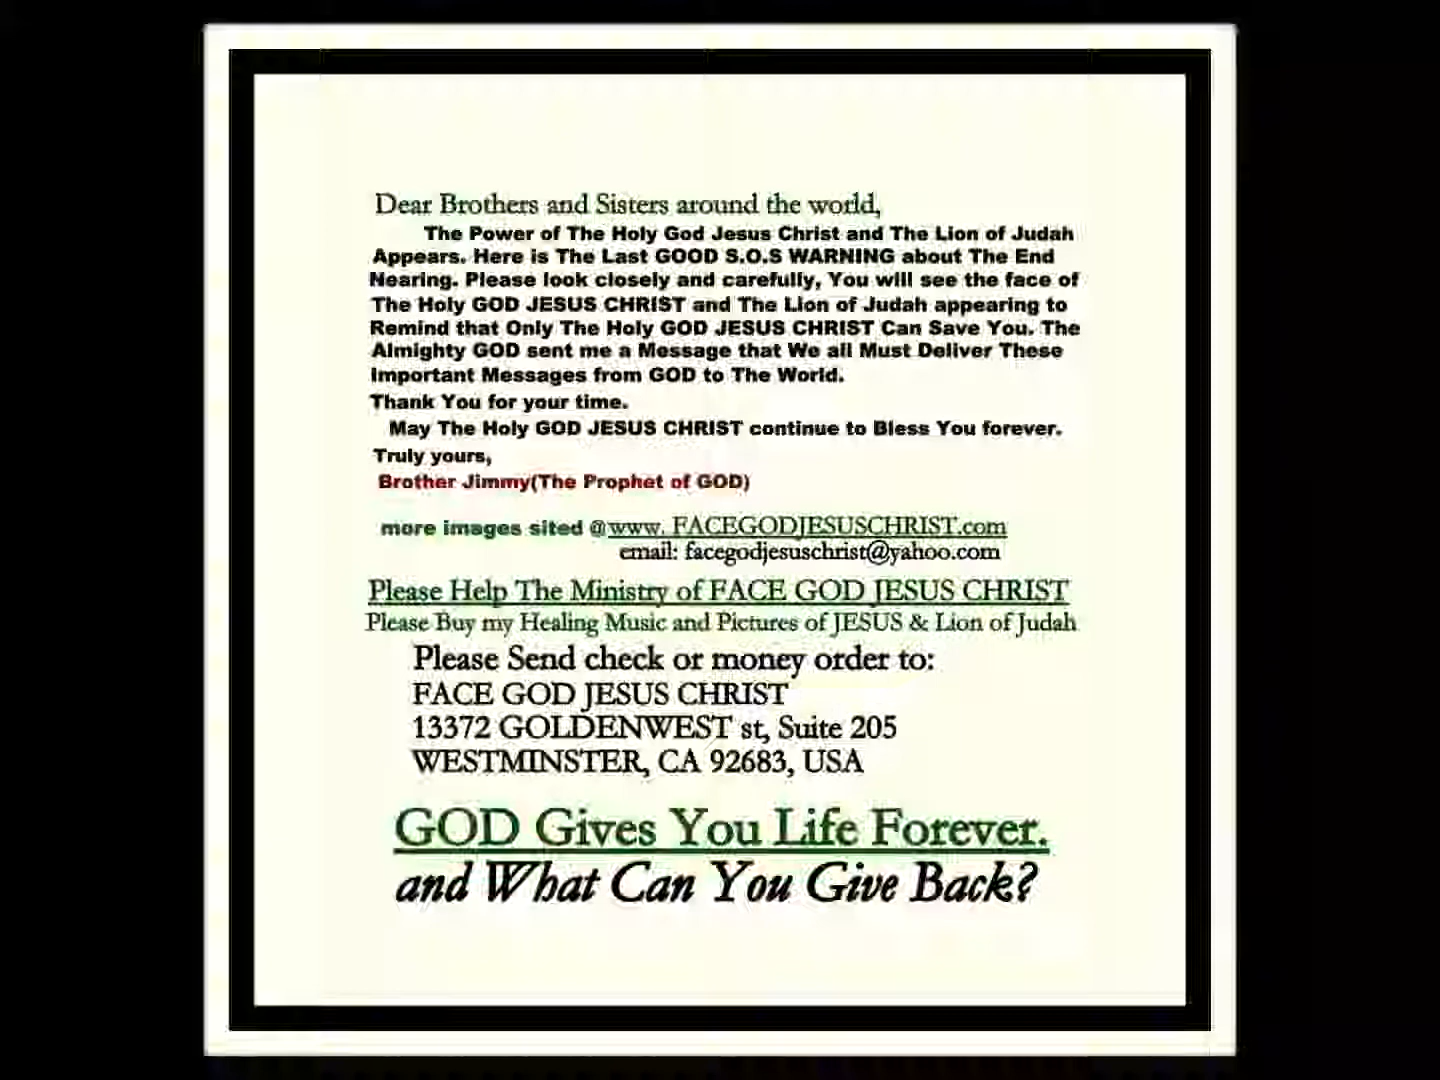 Dear Brothers and Sisters around the world,
The Power of The Holy God Jesus Christ and The Lion of Judah
Appears. Here is The Last GOOD S.O.S WARNING about The End
Nearing. Please look closely and carefully, You will see the face of
The Holy GOD JESUS CHRIST and The Lion of Judah appearing to
Remind that Only The Holy GOD JESUS CHRIST Can Save You. The
Almighty GOD sent me a Message that We all Must Deliver These
Important Messages from GOD to The World.
Thank You for your time.
May The Holy GOD JESUS CHRIST continue to Bless You forever.
Truly yours,
Brother Jimmy(The Prophet of GOD)
more images sited @www. FACEGODJESUSCHRIST.com
email: facegodjesuschrist@yahoo.com
Please Help The Ministry of FACE GOD JESUS CHRIST
Please Buy my Healing Music and Pictures of JESUS & Lion of Judah
Please Send check or money order to:
FACE GOD JESUS CHRIST
13372 GOLDENWEST st, Suite 205
WESTMINSTER, CA 92683, USA
GOD Gives You Life Forever.
and What Can You Give Back?